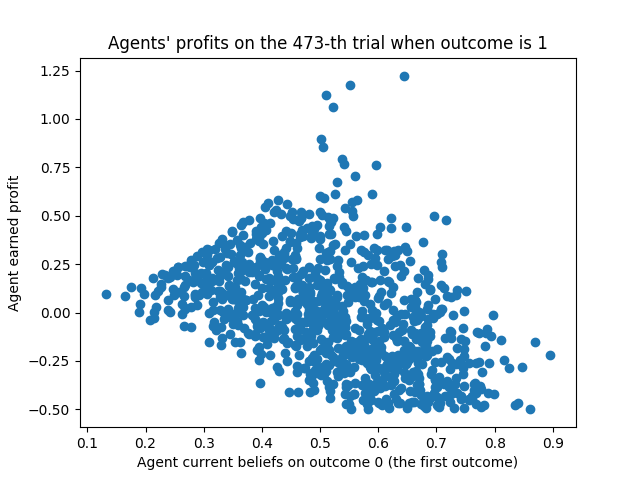 Agents' profits on the 473-th trial when outcome is 1
1.25
1.00
0.75
0.50
0.25
0.00
−0.25
−0.50
Agent earned profit
0.1 0.2 0.3 0.4 0.5 0.6 0.7 0.8 0.9
Agent current beliefs on outcome 0 (the first outcome)